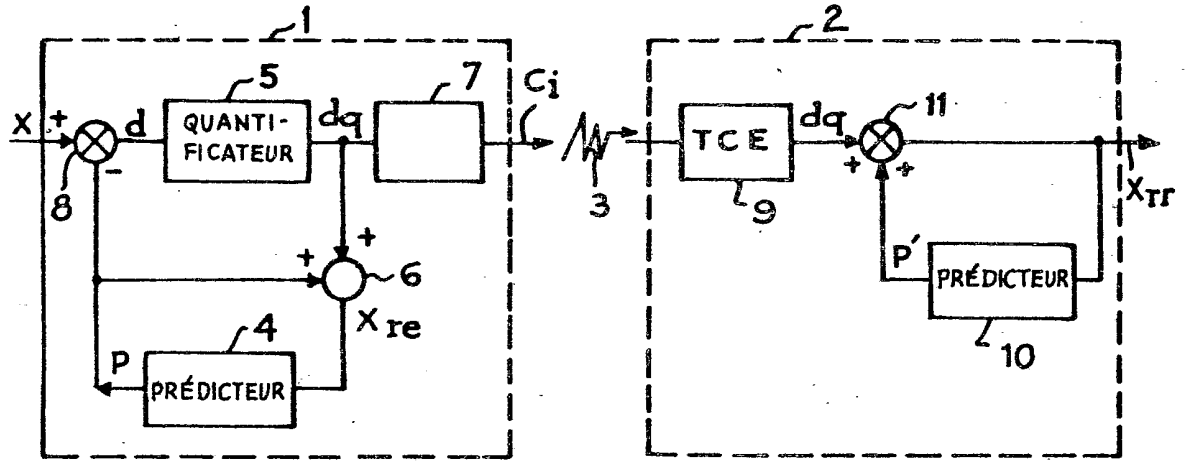 1
2
5
7
Ci
11
X
+
d
QUANTI-
FICATEUR
dq
TCE
dq
8
-
3
9
+
+
XTr
+
+
6
P'
PRÉDICTEUR
Xre
4
10
P
PRÉDICTEUR